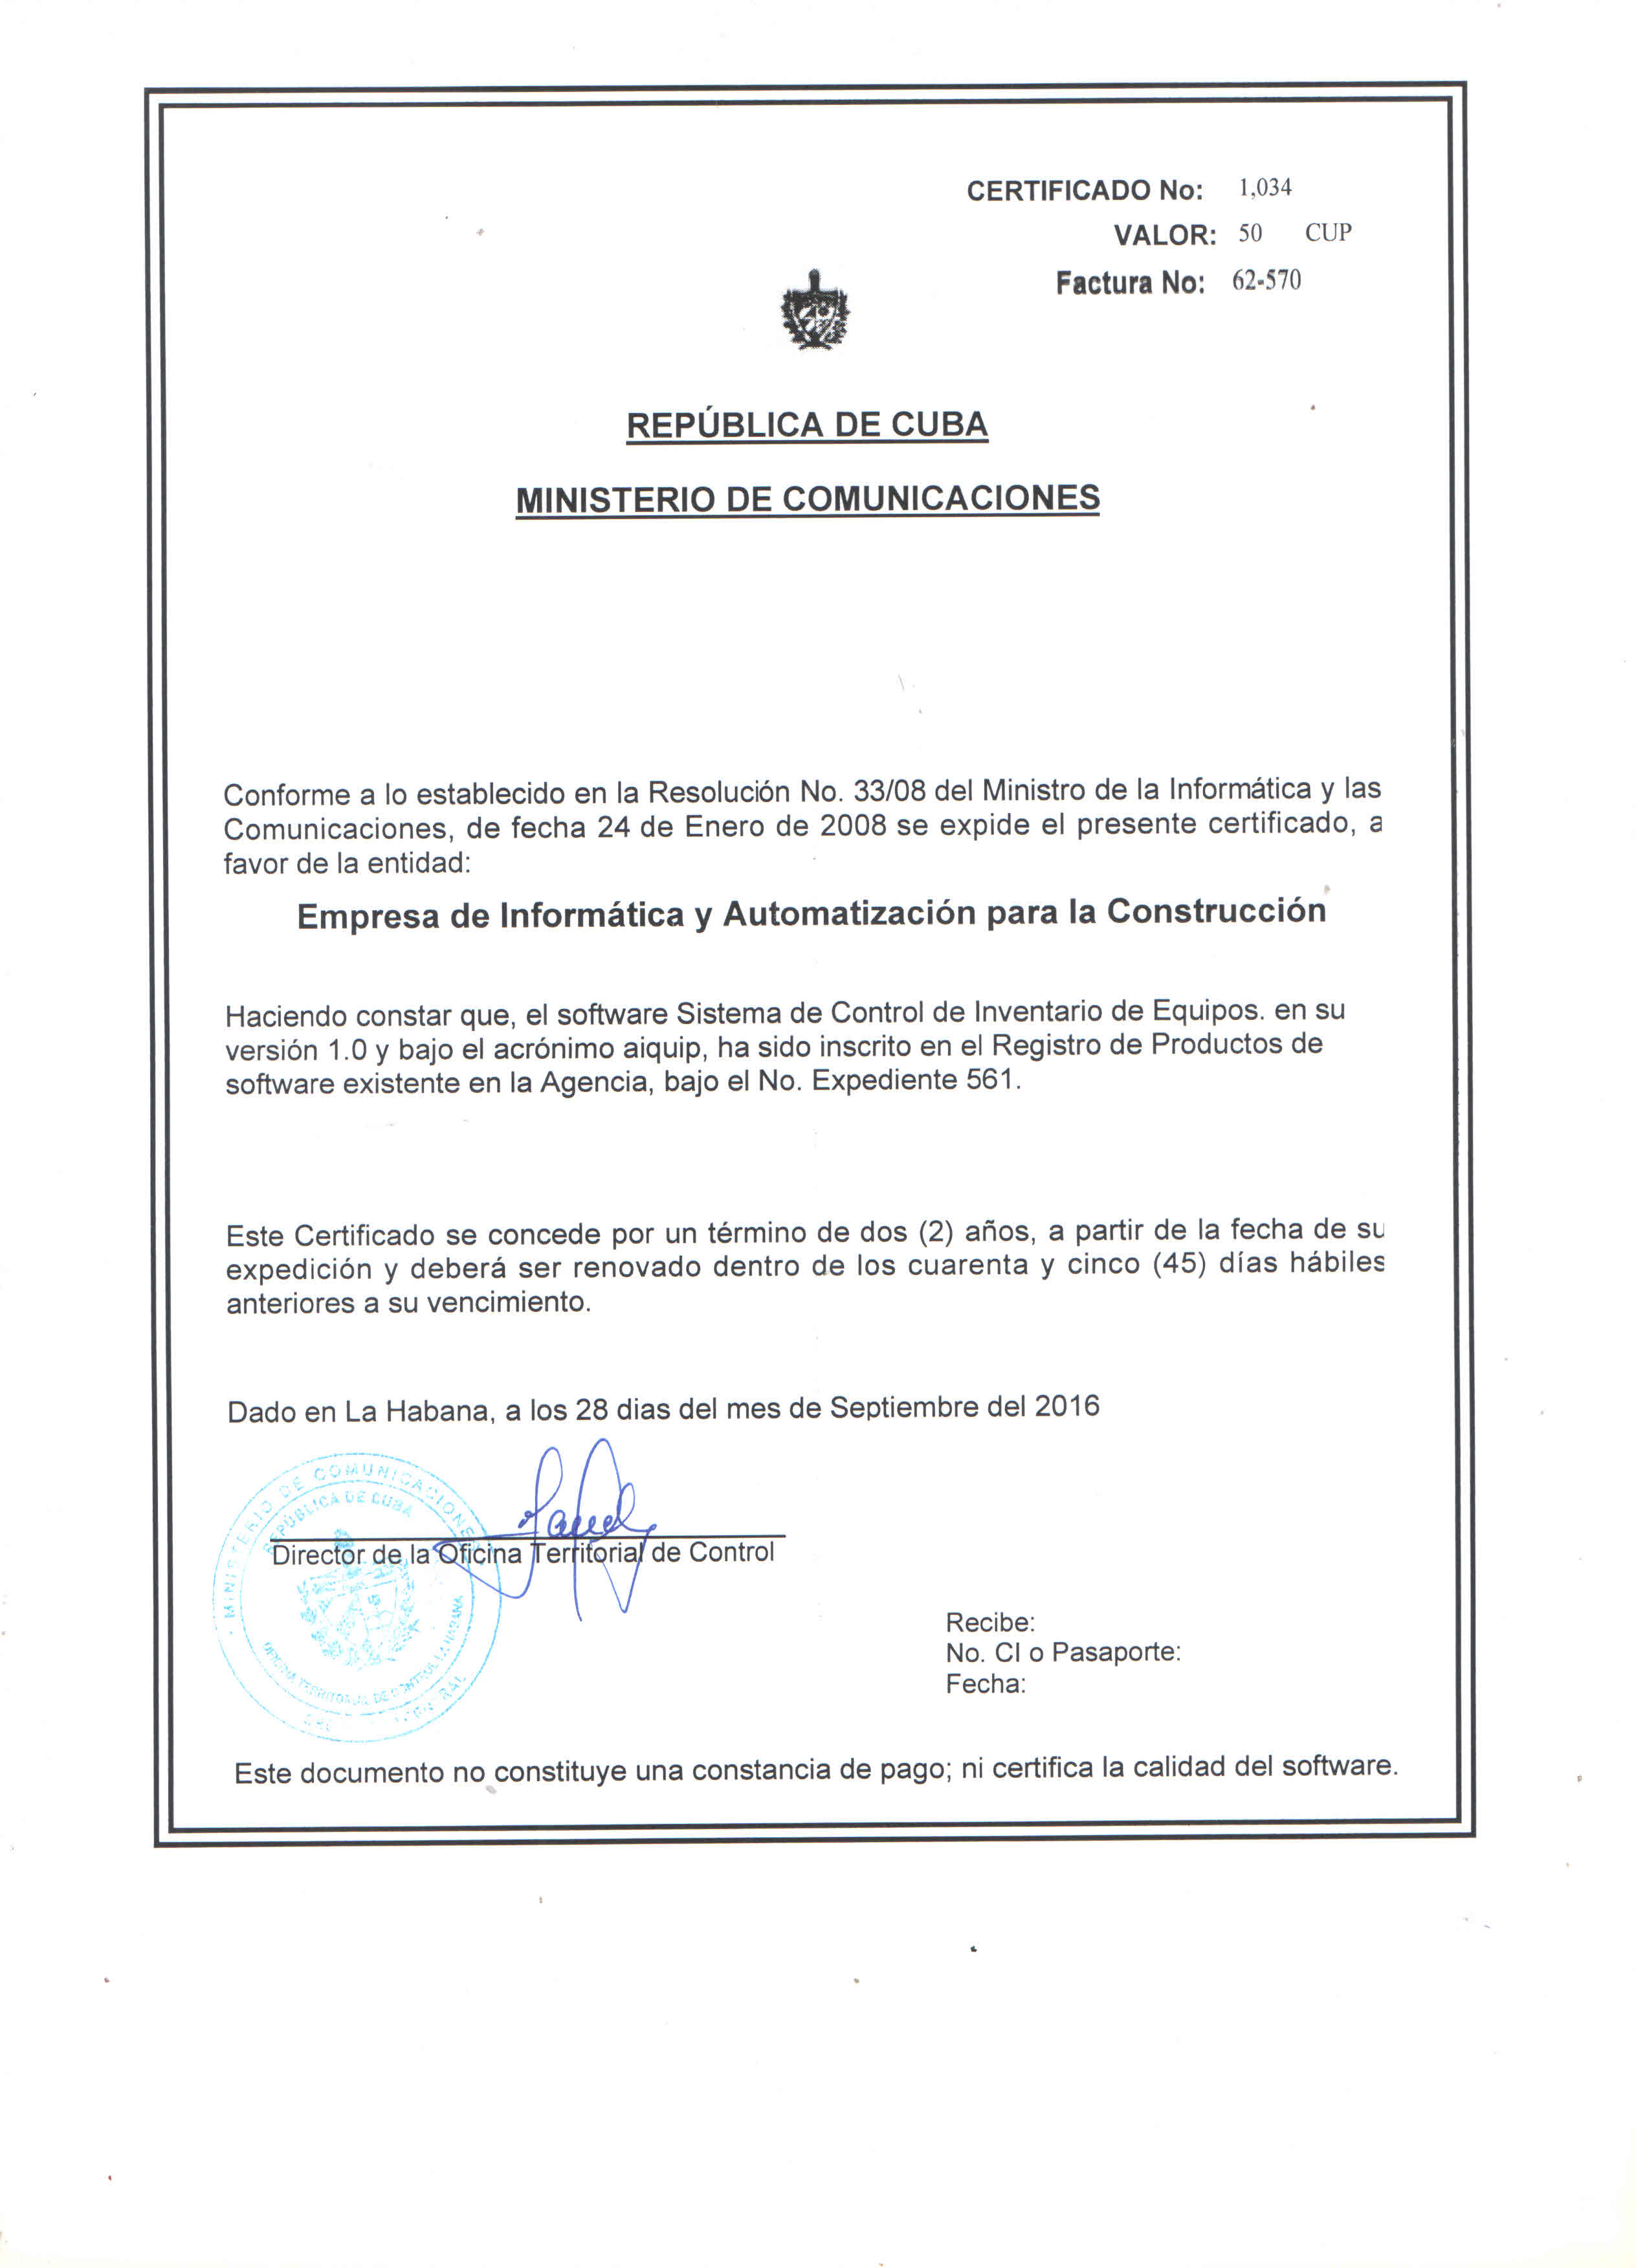 CERTIFICADO No: 1,034
VALOR: 50 CUP
Factura No: 62-570
REPÚBLICA DE CUBA
MINISTERIO DE COMUNICACIONES
Conforme a lo establecido en la Resolución No. 33/08 del Ministro de la Informática y las
Comunicaciones, de fecha 24 de Enero de 2008 se expide el presente certificado, a
favor de la entidad:
Empresa de Informática y Automatización para la Construcción
Haciendo constar que, el software Sistema de Control de Inventario de Equipos. en su
versión 1.0 y bajo el acrónimo aiquip, ha sido inscrito en el Registro de Productos de
software existente en la Agencia, bajo el No. Expediente 561.
Este Certificado se concede por un término de dos (2) años, a partir de la fecha de su
expedición y deberá ser renovado dentro de los cuarenta y cinco (45) días hábiles
anteriores a su vencimiento.
Dado en La Habana, a los 28 dias del mes de Septiembre del 2016
MINISTERIO DE COMUNICACIONES
REPÚBLICA DE CUBA
Director de la Oficina Territorial de Control
OFICINA TERRITORIAL DE CONTROL LA HABANA
Recibe:
No. CI o Pasaporte:
Fecha:
Este documento no constituye una constancia de pago; ni certifica la calidad del software.